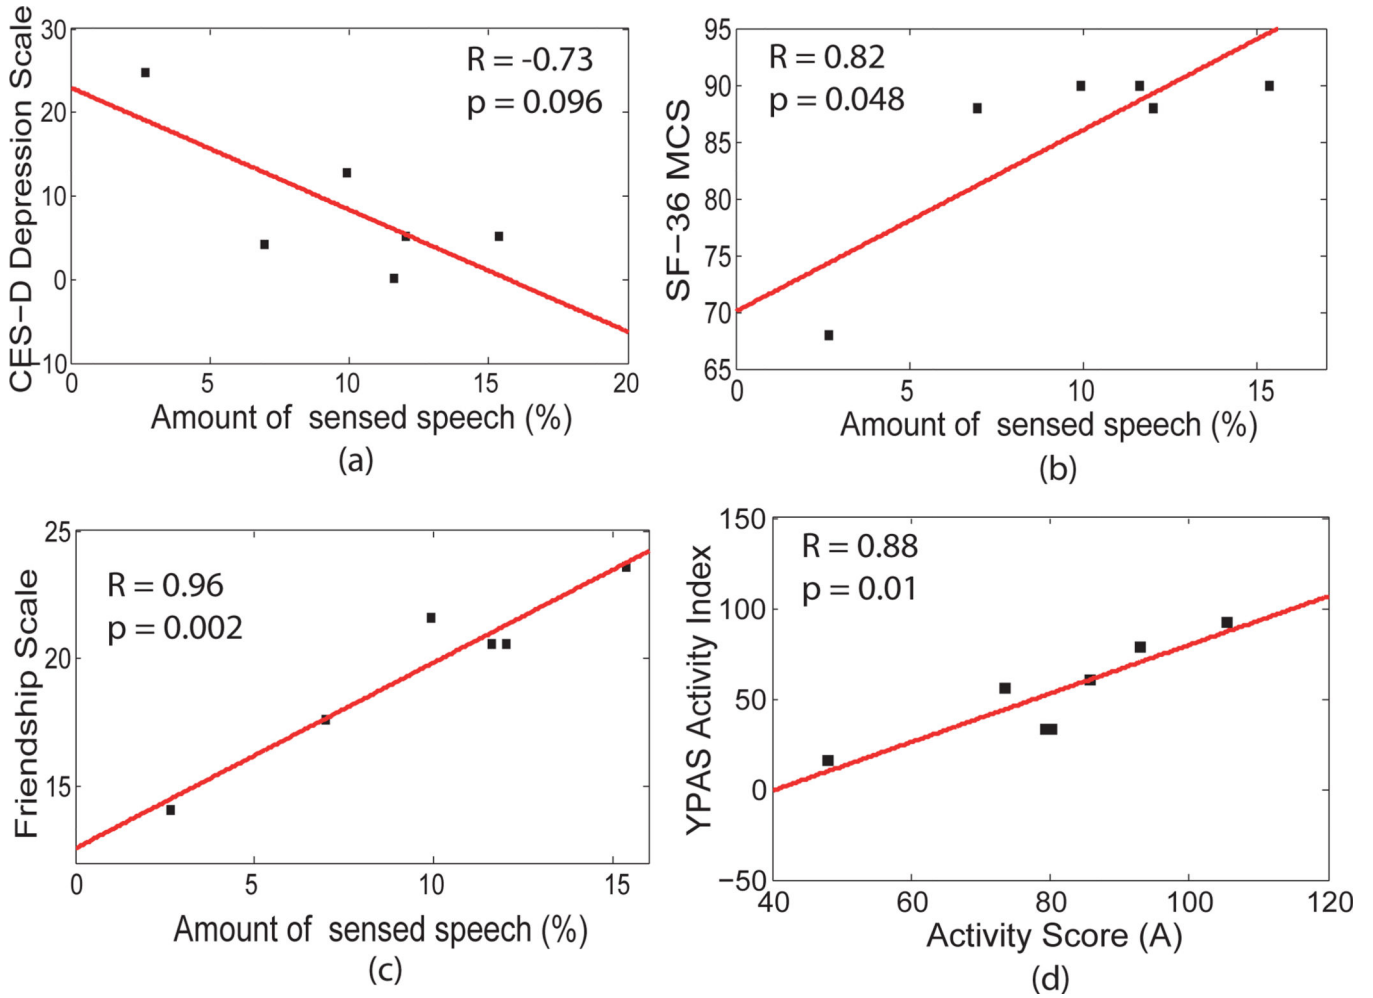 CES-D Depression Scale
30
20
10
0
-10
R = -0.73
p = 0.096
0 5 10 15 20
Amount of sensed speech (%)
(a)
SF-36 MCS
95
90
85
80
75
70
65
R = 0.82
p = 0.048
0 5 10 15
Amount of sensed speech (%)
(b)
Friendship Scale
25
20
15
R = 0.96
p = 0.002
0 5 10 15
Amount of sensed speech (%)
(c)
YPAS Activity Index
150
100
50
0
-50
R = 0.88
p = 0.01
40 60 80 100 120
Activity Score (A)
(d)